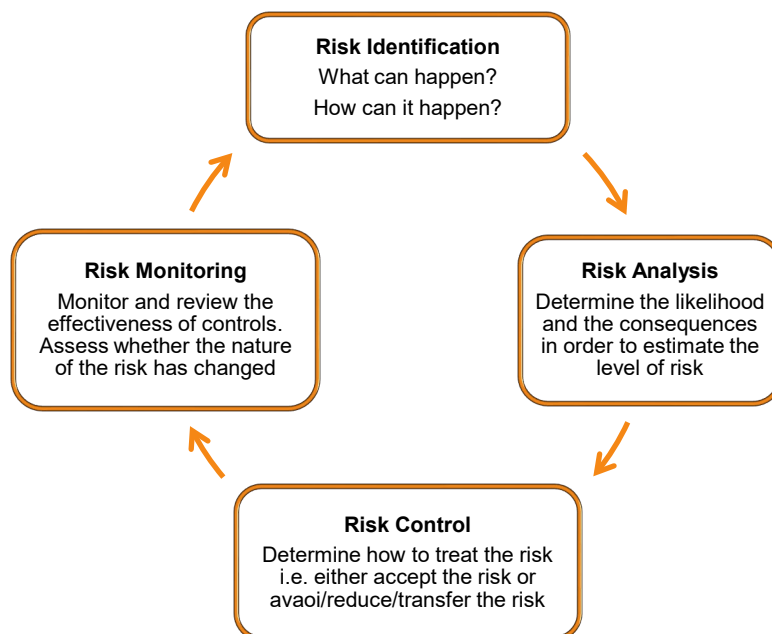 Risk Identification
What can happen?
How can it happen?
Risk Monitoring
Monitor and review the
effectiveness of controls.
Assess whether the nature
of the risk has changed
Risk Analysis
Determine the likelihood
and the consequences
in order to estimate the
level of risk
Risk Control
Determine how to treat the risk
i.e. either accept the risk or
avaoi/reduce/transfer the risk